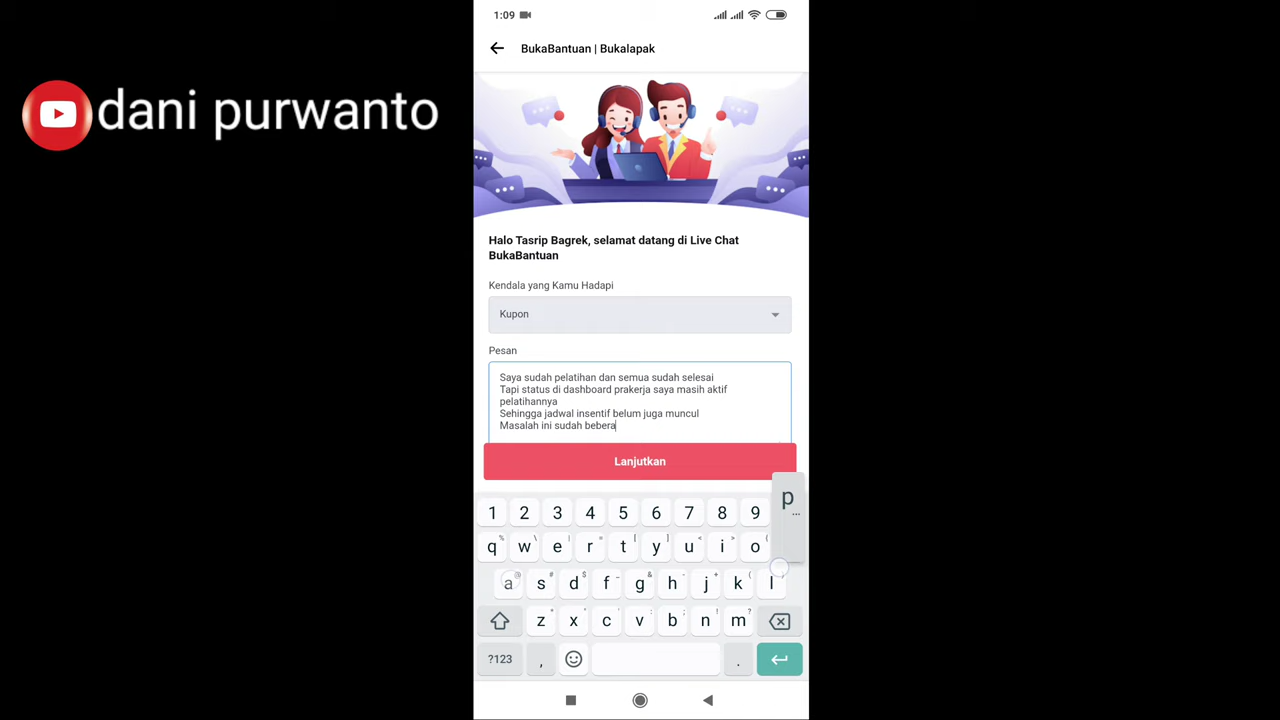 1:09
BukaBantuan | Bukalapak
dani purwanto
Halo Tasrip Bagrek, selamat datang di Live Chat
BukaBantuan
Kendala yang Kamu Hadapi
Kupon
Pesan
Saya sudah pelatihan dan semua sudah selesai
Tapi status di dashboard prakerja saya masih aktif
pelatihannya
Sehingga jadwal insentif belum juga muncul
Masalah ini sudah bebera
Lanjutkan
1 2 3 4 5 6 7 8 9 p
q w e r t y u i o
a s d f g h j k l
z x c v b n m
?123 , .